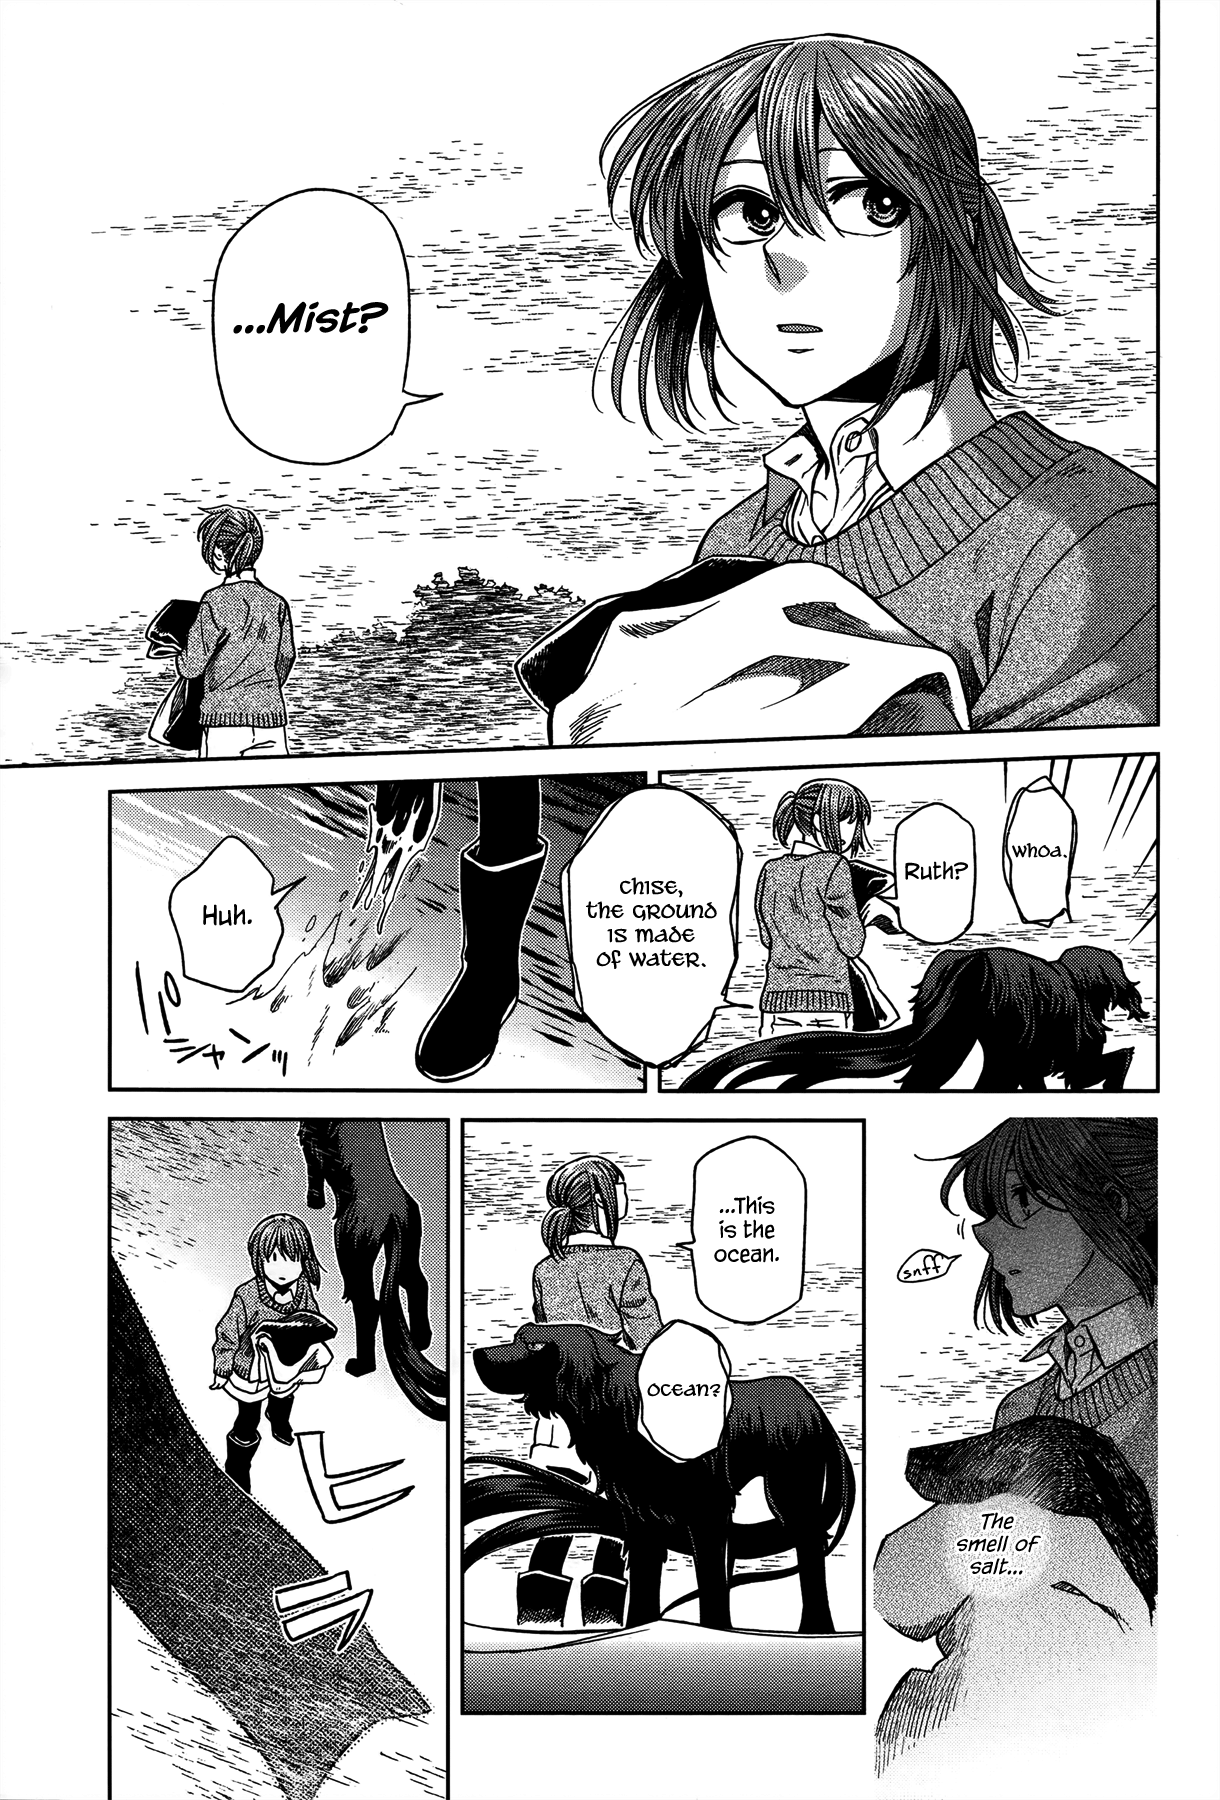 ...Mist?
Whoa.
Ruth?
Chise,
the ground
is made
of water.
Huh.
パシャンッ
snff
The
smell of
salt...
...This
is the
ocean.
Ocean?
ヒラ